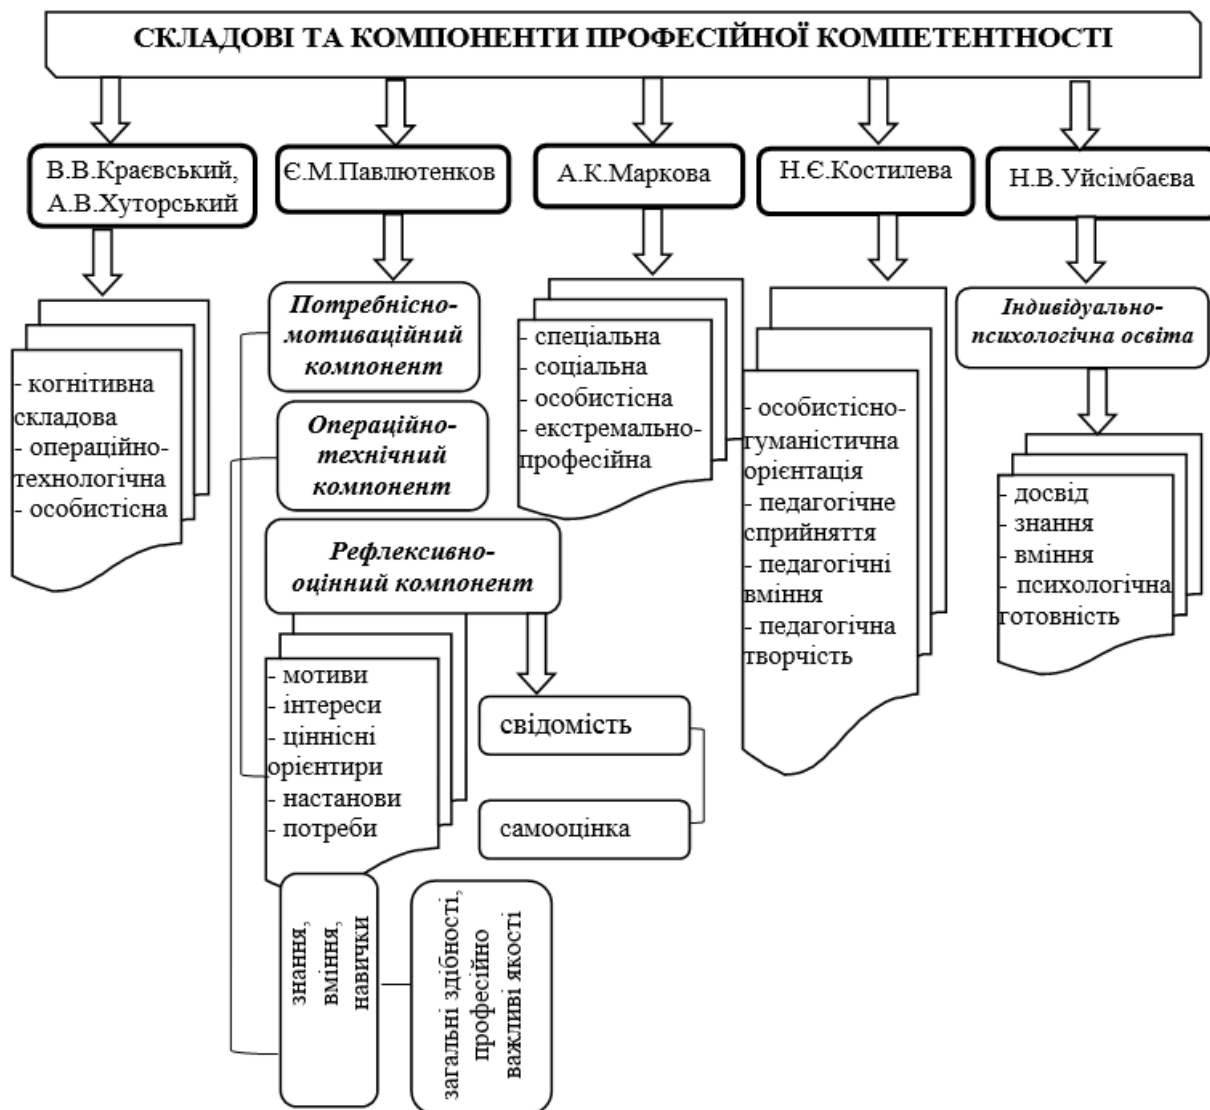 СКЛАДОВІ ТА КОМПОНЕНТИ ПРОФЕСІЙНОЇ КОМПЕТЕНТНОСТІ
В.В.Краєвський,
А.В.Хуторський
Є.М.Павлютенков
А.К.Маркова
Н.Є.Костилева
Н.В.Уйсімбаєва
- когнітивна
складова
- операційно-
технологічна
- особистісна
Потребнісно-
мотиваційний
компонент
Операційно-
технічний
компонент
Рефлексивно-
оцінний компонент
- мотиви
- інтереси
- ціннісні
орієнтири
- настанови
- потреби
свідомість
самооцінка
знання,
вміння,
навички
загальні здібності,
професійно
важливі якості
- спеціальна
- соціальна
- особистісна
- екстремально-
професійна
- особистісно-
гуманістична
орієнтація
- педагогічне
сприйняття
- педагогічні
вміння
- педагогічна
творчість
Індивідуально-
психологічна освіта
- досвід
- знання
- вміння
- психологічна
готовність